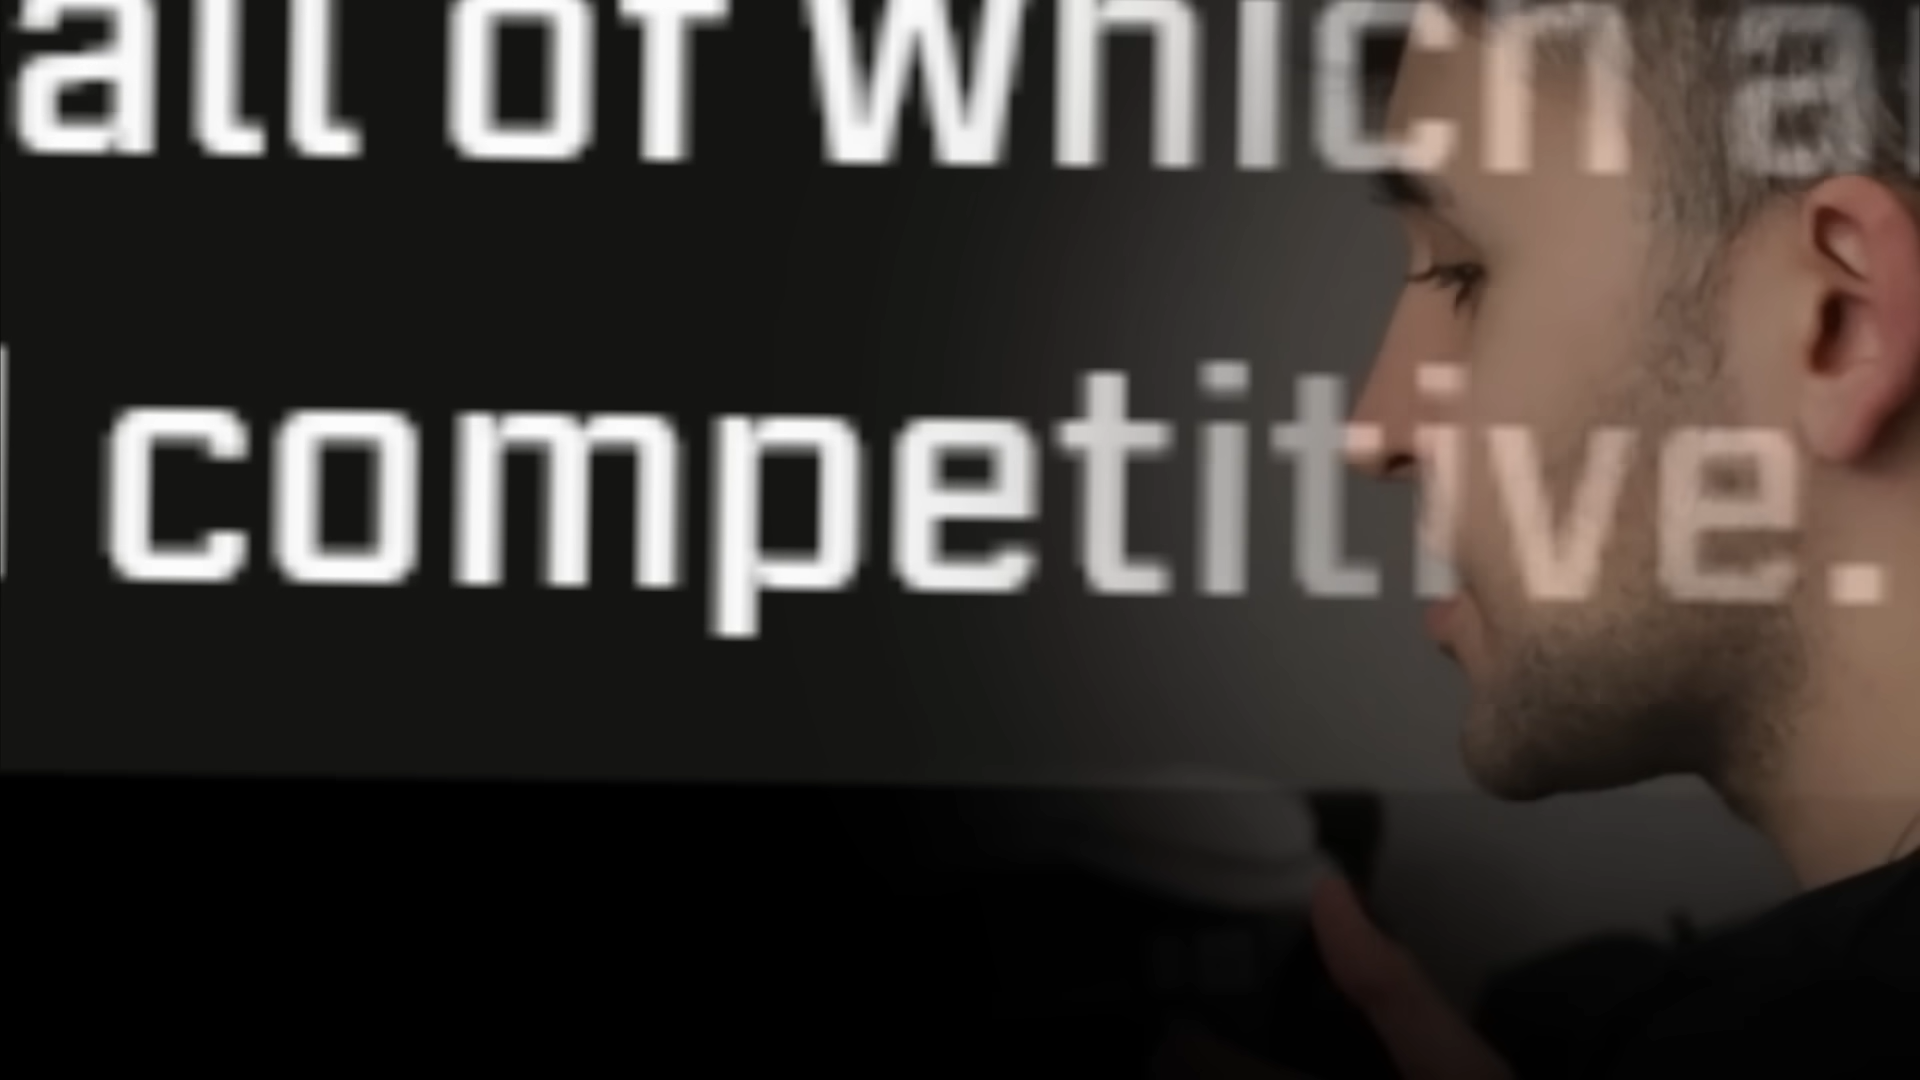 all of which
competitive.